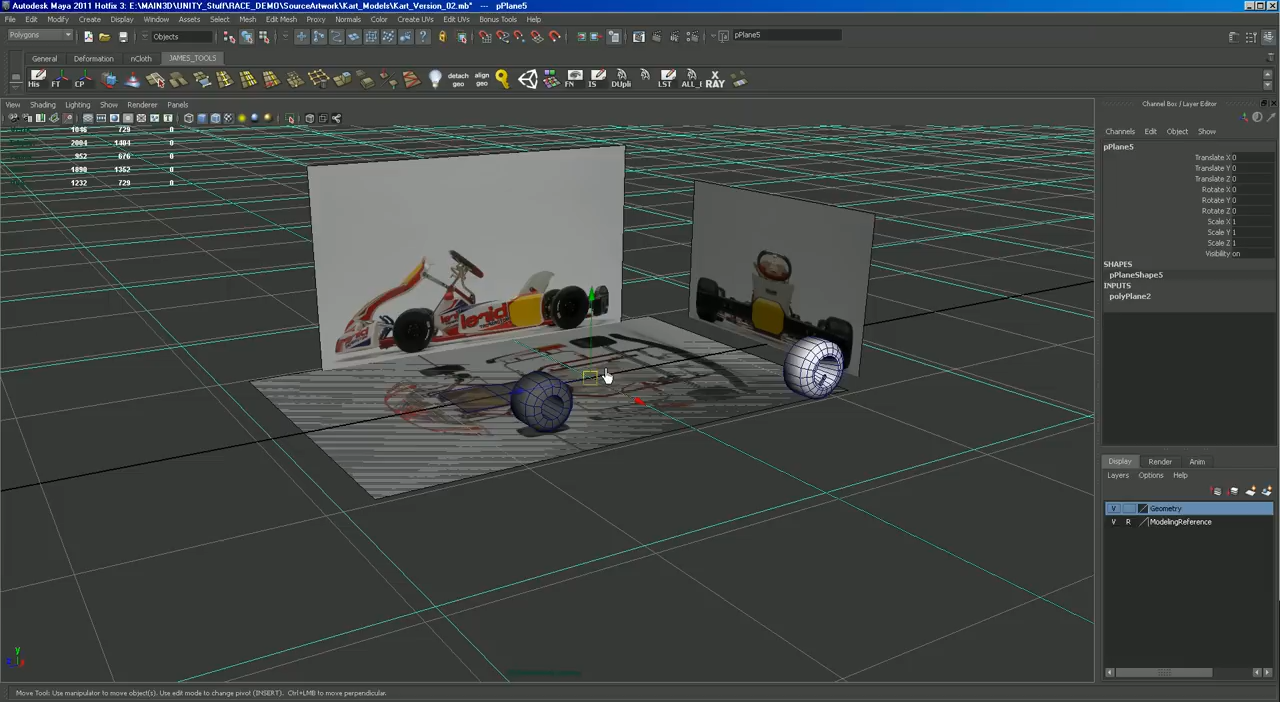 Autodesk Maya 2011 Hotfix 3: E:\MAIN3D\UNITY_Stuff\RACE_DEMO\SourceArtwork\Kart_Models\Kart_Version_02.mb* --- pPlane5
File Edit Modify Create Display Window Assets Select Mesh Edit Mesh Proxy Normals Color Create UVs Edit UVs Bonus Tools Help
Polygons Objects pPlane5
General Deformation nCloth JAMES_TOOLS
His FT CP detach geo align geo FN IS DUpli LST ALL_I X RAY
View Shading Lighting Show Renderer Panels
Channel Box / Layer Editor
1046 729 0
2004 1404 0
952 676 0
1890 1362 0
1232 729 0
Channels Edit Object Show
pPlane5
Translate X 0
Translate Y 0
Translate Z 0
Rotate X 0
Rotate Y 0
Rotate Z 0
Scale X 1
Scale Y 1
Scale Z 1
Visibility on
SHAPES
pPlaneShape5
INPUTS
polyPlane2
Display Render Anim
Layers Options Help
V Geometry
V R ModelingReference
y
Move Tool: Use manipulator to move object(s). Use edit mode to change pivot (INSERT). Ctrl+LMB to move perpendicular.